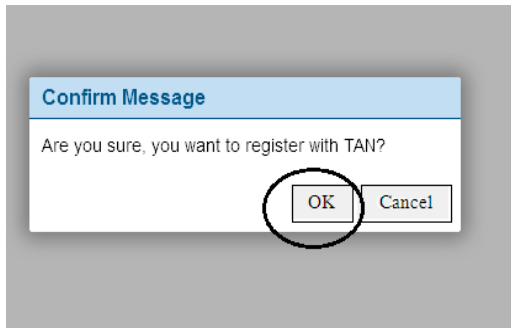 Confirm Message
Are you sure, you want to register with TAN?
OK Cancel